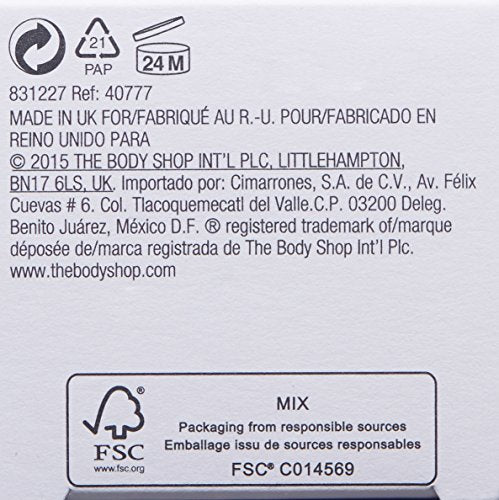 21
PAP
24 M
831227 Ref: 40777
MADE IN UK FOR/FABRIQUÉ AU R.-U. POUR/FABRICADO EN
REINO UNIDO PARA
© 2015 THE BODY SHOP INT'L PLC, LITTLEHAMPTON,
BN17 6LS, UK. Importado por: Cimarrones, S.A. de C.V., Av. Félix
Cuevas # 6. Col. Tlacoquemecatl del Valle.C.P. 03200 Deleg.
Benito Juárez, México D.F. ® registered trademark of/marque
déposée de/marca registrada de The Body Shop Int'l Plc.
www.thebodyshop.com
FSC
www.fsc.org
MIX
Packaging from responsible sources
Emballage issu de sources responsables
FSC® C014569